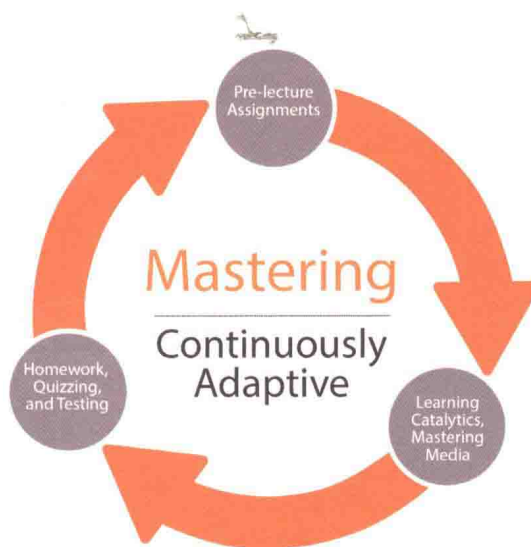 Pre-lecture
Assignments
Mastering
Continuously
Adaptive
Homework,
Quizzing,
and Testing
Learning
Catalytics,
Mastering
Media